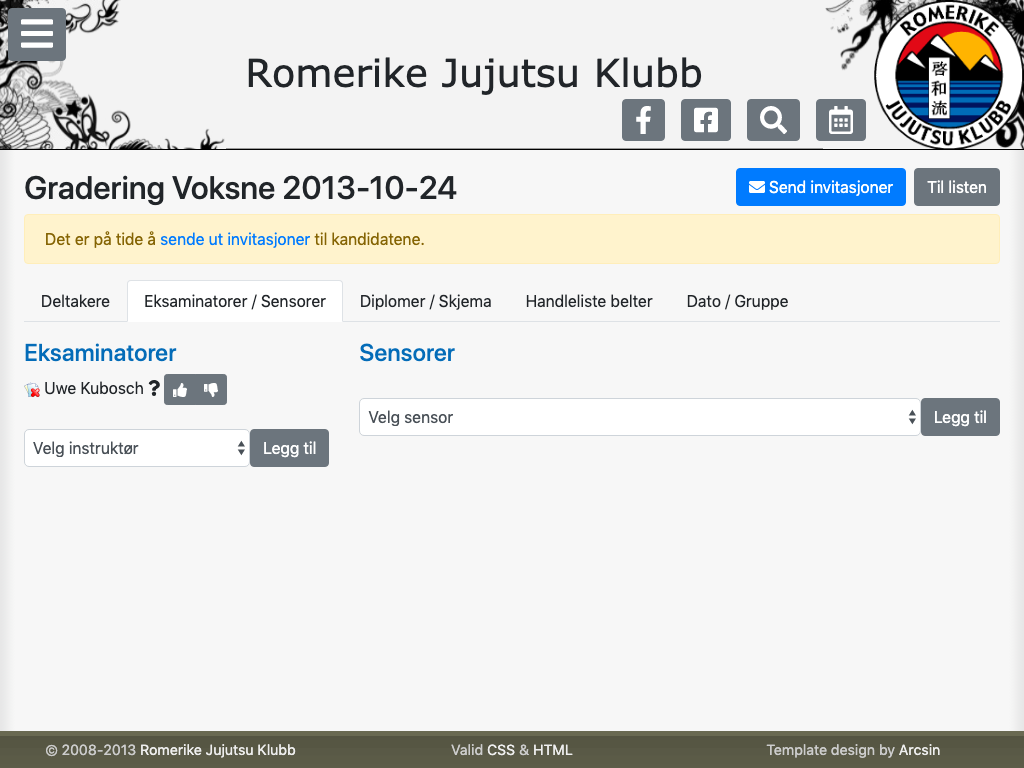 Romerike Jujutsu Klubb
ROMERIKE
啓和流
JUJUTSU KLUBB
Gradering Voksne 2013-10-24
Send invitasjoner
Til listen
Det er på tide å sende ut invitasjoner til kandidatene.
Deltakere
Eksaminatorer / Sensorer
Diplomer / Skjema
Handleliste belter
Dato / Gruppe
Eksaminatorer
Uwe Kubosch ?
Velg instruktør
Legg til
Sensorer
Velg sensor
Legg til
© 2008-2013 Romerike Jujutsu Klubb
Valid CSS & HTML
Template design by Arcsin